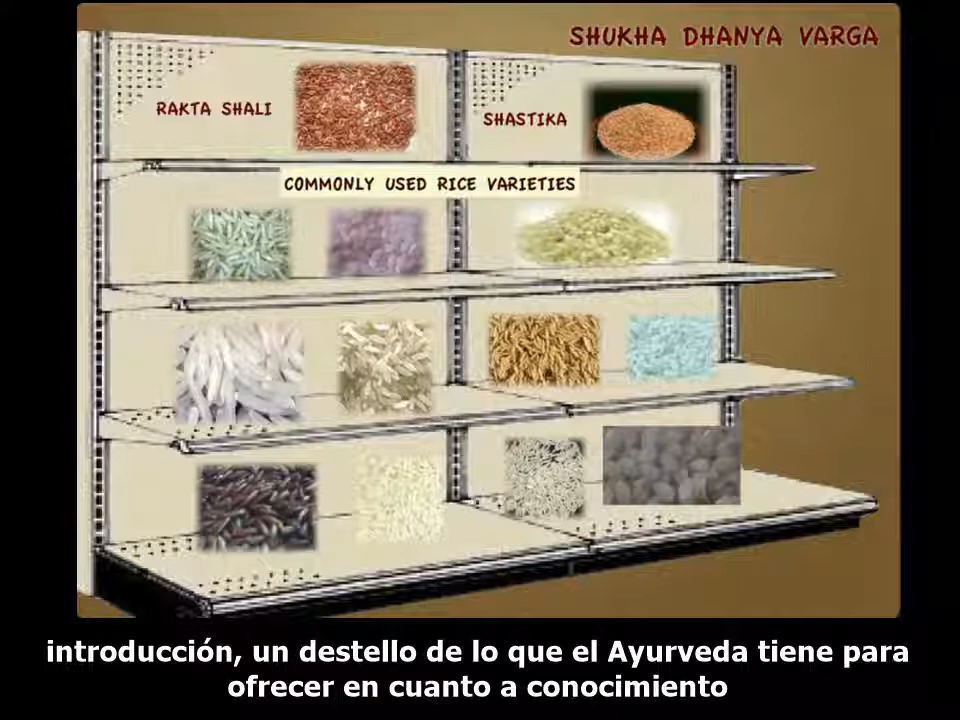 SHUKHA DHANYA VARGA
RAKTA SHALI
SHASTIKA
COMMONLY USED RICE VARIETIES
introducción, un destello de lo que el Ayurveda tiene para
ofrecer en cuanto a conocimiento